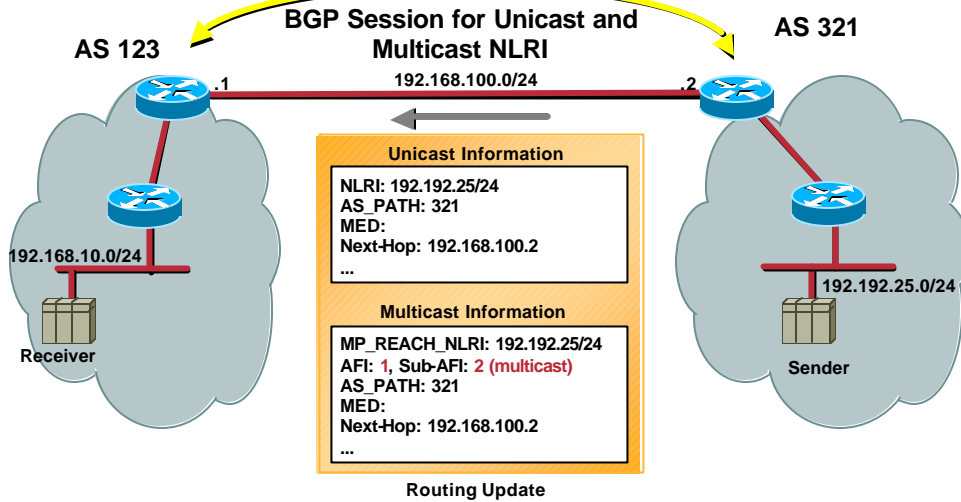 BGP Session for Unicast and
Multicast NLRI
AS 123
AS 321
192.168.100.0/24
.1
.2
Unicast Information
NLRI: 192.192.25/24
AS_PATH: 321
MED:
Next-Hop: 192.168.100.2
...
192.168.10.0/24
192.192.25.0/24
Multicast Information
MP_REACH_NLRI: 192.192.25/24
AFI: 1, Sub-AFI: 2 (multicast)
AS_PATH: 321
MED:
Next-Hop: 192.168.100.2
...
Receiver
Sender
Routing Update